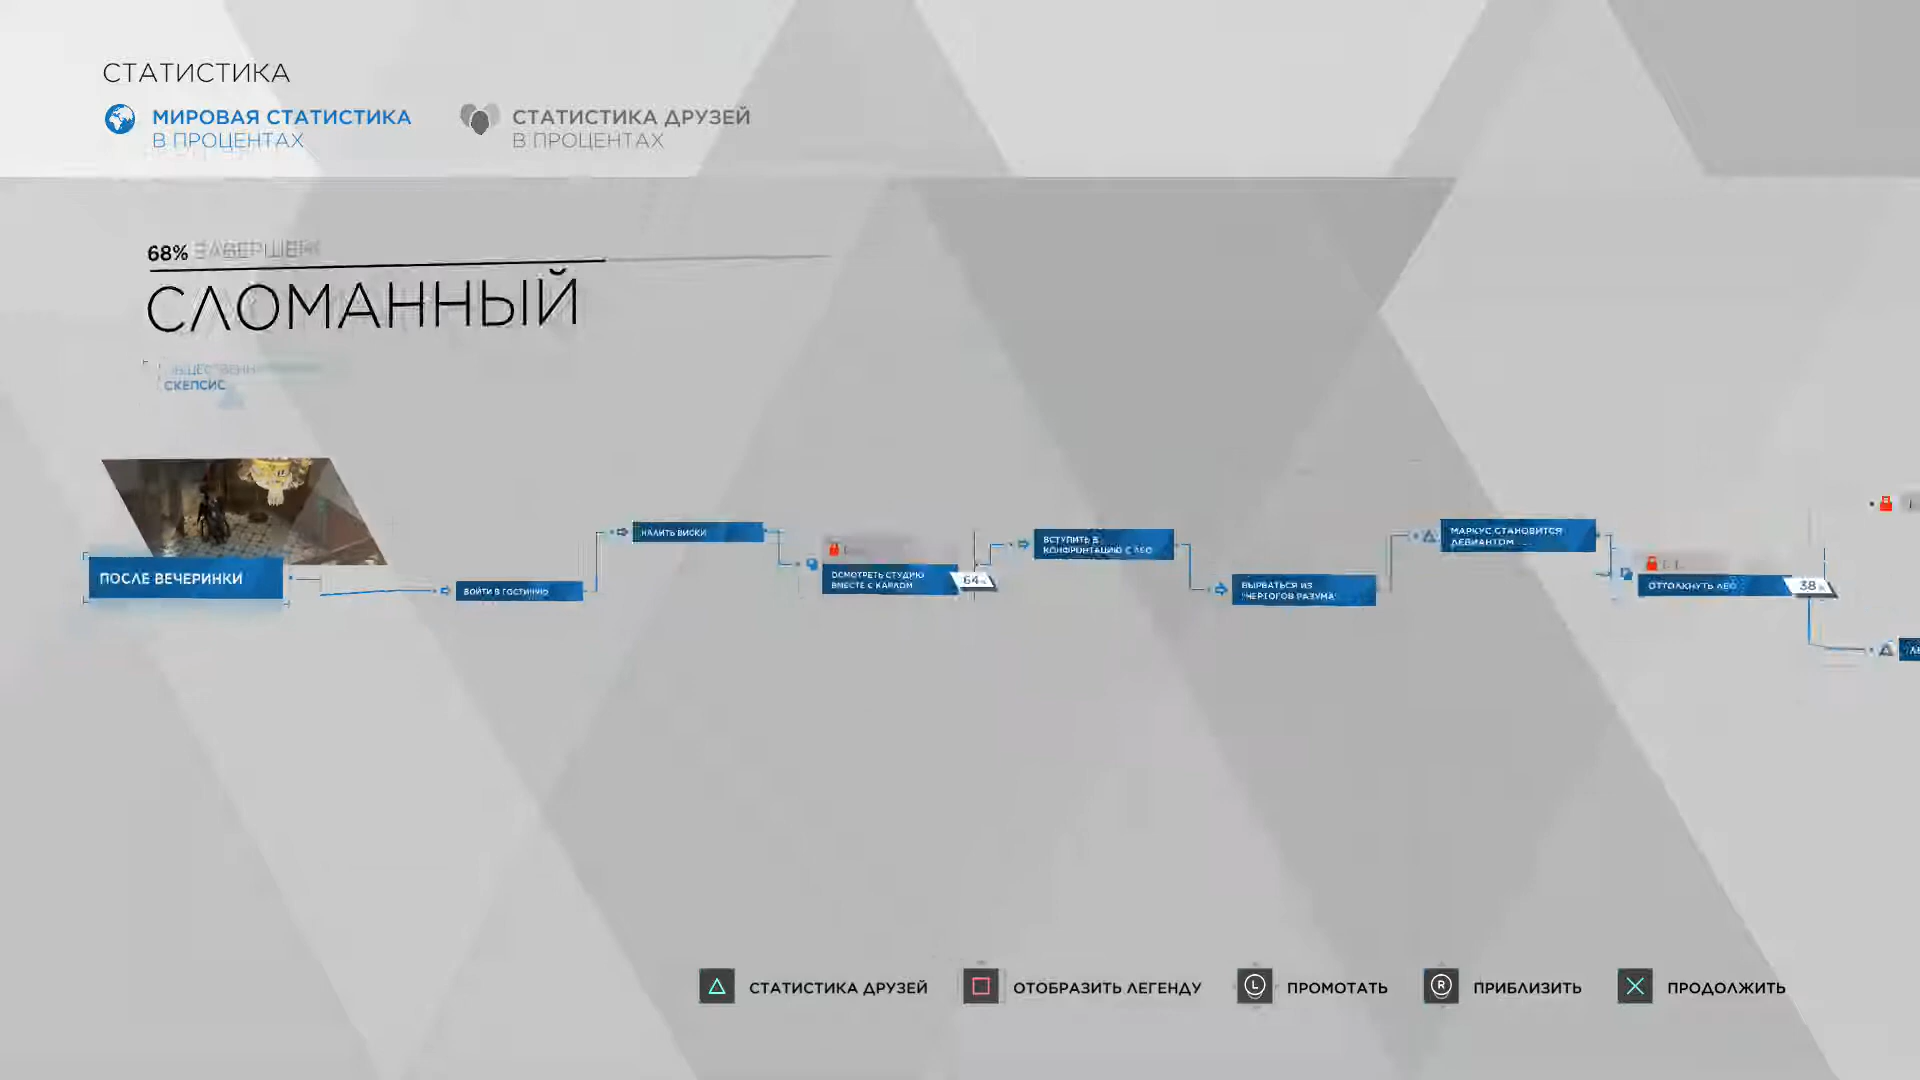 СТАТИСТИКА
МИРОВАЯ СТАТИСТИКА
В ПРОЦЕНТАХ
СТАТИСТИКА ДРУЗЕЙ
В ПРОЦЕНТАХ
68% ЗАВЕРШЕН
СЛОМАННЫЙ
СКЕПСИС
ПОСЛЕ ВЕЧЕРИНКИ
ВОЙТИ В ГОСТИНУЮ
НАЛИТЬ ВИСКИ
ОСМОТРЕТЬ СТУДИЮ
ВМЕСТЕ С КАРЛОМ
64%
ВСТУПИТЬ В
КОНФРОНТАЦИЮ С ЛЕО
ВЫРВАТЬСЯ ИЗ
"ЧЕРТОГОВ РАЗУМА"
МАРКУС СТАНОВИТСЯ
ДЕВИАНТОМ
ОТТОЛКНУТЬ ЛЕО
38%
СТАТИСТИКА ДРУЗЕЙ
ОТОБРАЗИТЬ ЛЕГЕНДУ
L ПРОМОТАТЬ
R ПРИБЛИЗИТЬ
ПРОДОЛЖИТЬ